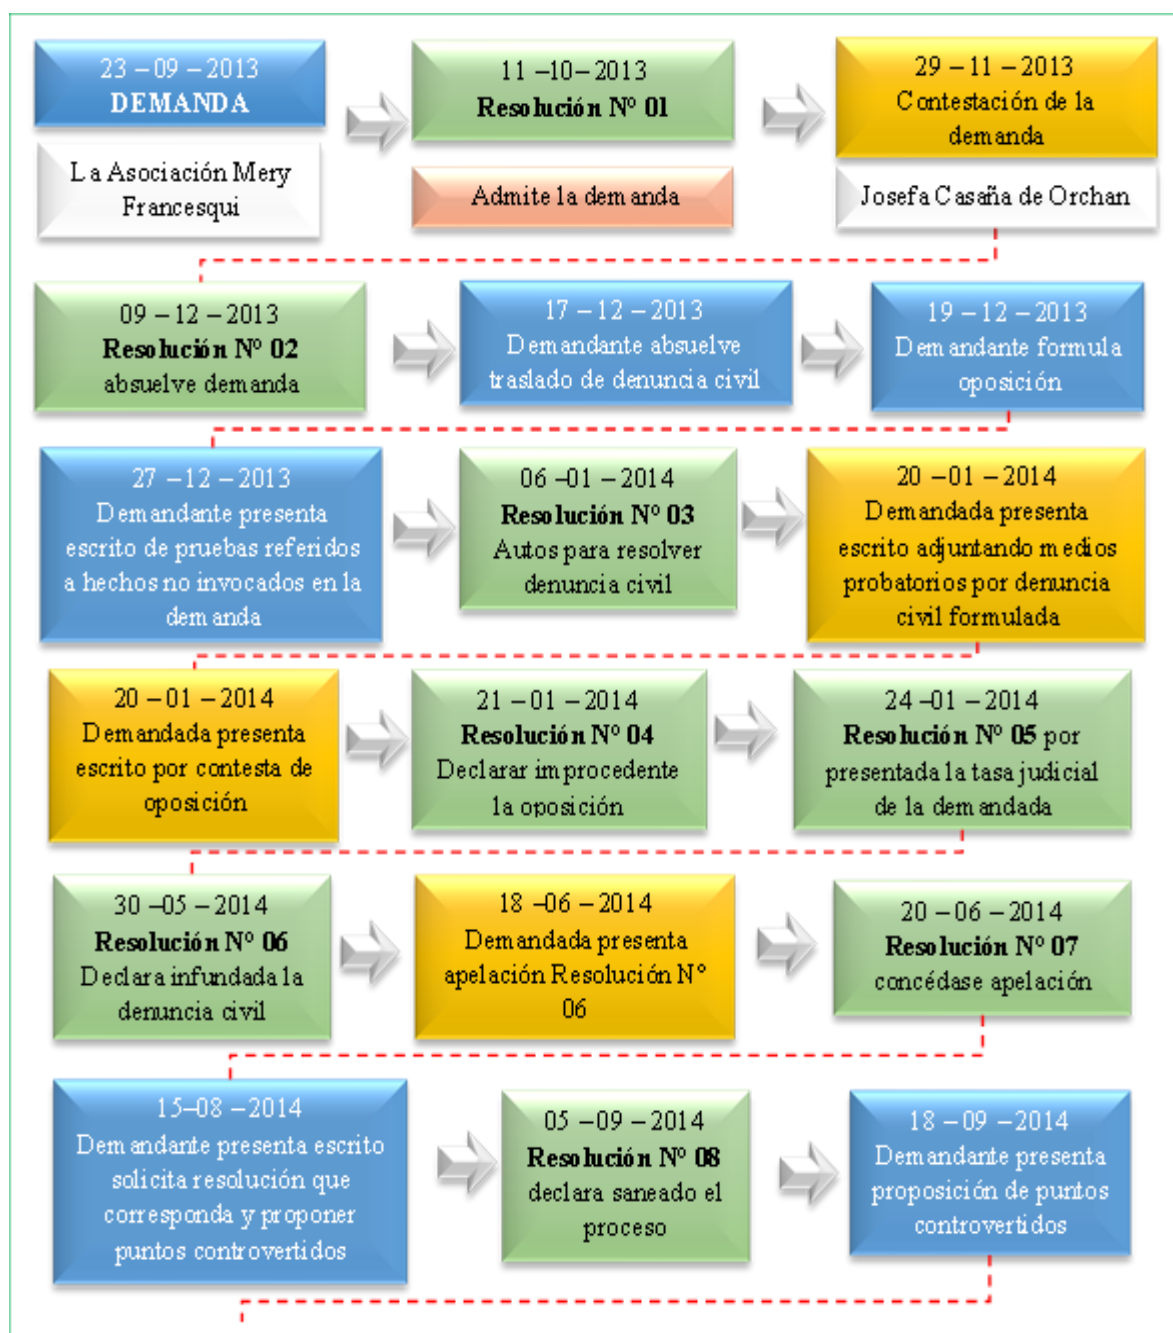 23 – 09 – 2013
DEMANDA
La Asociación Mery
Francesqui
11 –10– 2013
Resolución Nº 01
Admite la demanda
29 – 11 – 2013
Contestación de la
demanda
Josefa Casaña de Orchan
09 – 12 – 2013
Resolución Nº 02
absuelve demanda
17 – 12 – 2013
Demandante absuelve
traslado de denuncia civil
19 – 12 – 2013
Demandante formula
oposición
27 – 12 – 2013
Demandante presenta
escrito de pruebas referidos
a hechos no invocados en la
demanda
06 –01 – 2014
Resolución Nº 03
Autos para resolver
denuncia civil
20 – 01 – 2014
Demandada presenta
escrito adjuntando medios
probatorios por denuncia
civil formulada
20 – 01 – 2014
Demandada presenta
escrito por contesta de
oposición
21 – 01 – 2014
Resolución Nº 04
Declarar improcedente
la oposición
24 –01 – 2014
Resolución Nº 05 por
presentada la tasa judicial
de la demandada
30 –05 – 2014
Resolución Nº 06
Declara infundada la
denuncia civil
18 –06 – 2014
Demandada presenta
apelación Resolución N°
06
20 – 06 – 2014
Resolución Nº 07
concédase apelación
15–08 –2014
Demandante presenta escrito
solicita resolución que
corresponda y proponer
puntos controvertidos
05 –09 – 2014
Resolución Nº 08
declara saneado el
proceso
18 –09 – 2014
Demandante presenta
proposición de puntos
controvertidos